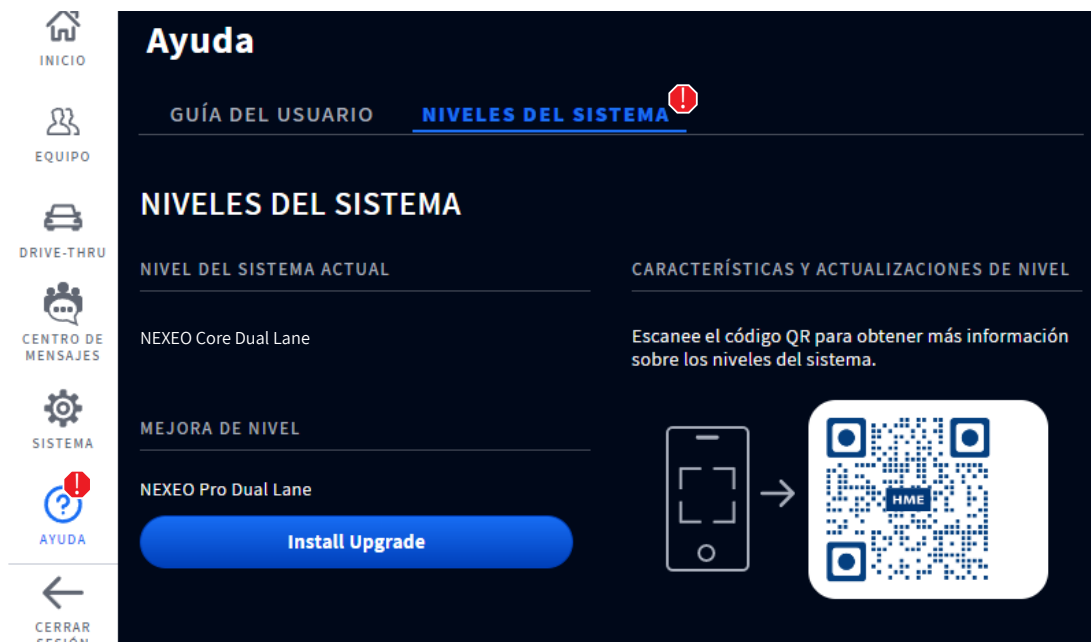 INICIO
EQUIPO
DRIVE-THRU
CENTRO DE
MENSAJES
SISTEMA
AYUDA
CERRAR
SESIÓN
Ayuda
GUÍA DEL USUARIO
NIVELES DEL SISTEMA
NIVELES DEL SISTEMA
NIVEL DEL SISTEMA ACTUAL
NEXEO Core Dual Lane
MEJORA DE NIVEL
NEXEO Pro Dual Lane
Install Upgrade
CARACTERÍSTICAS Y ACTUALIZACIONES DE NIVEL
Escanee el código QR para obtener más información
sobre los niveles del sistema.
HME